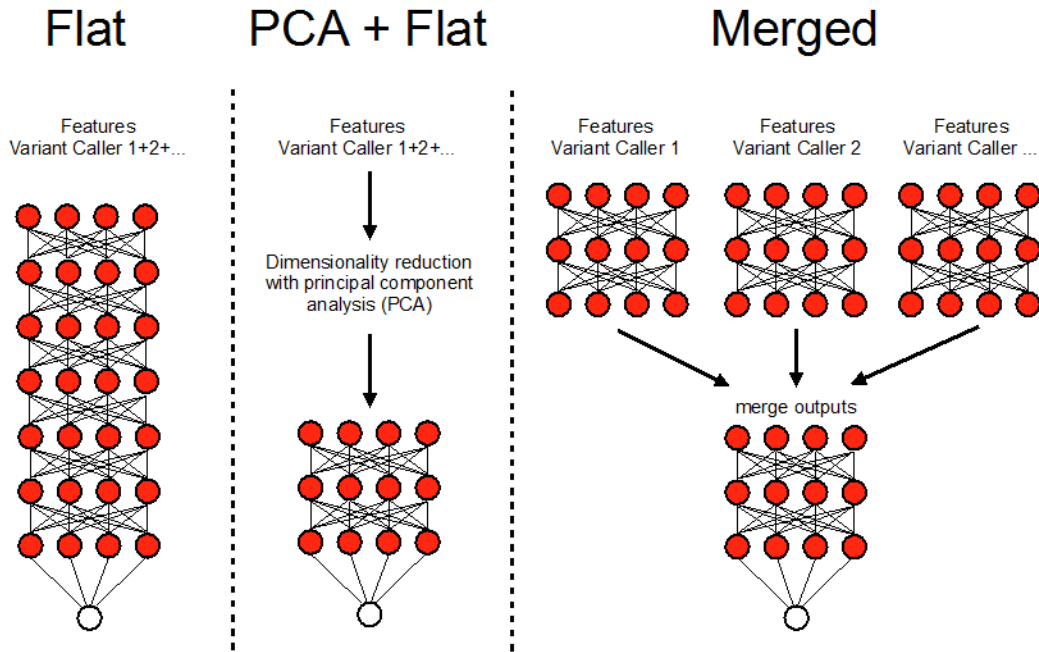 Flat
PCA + Flat
Merged
Features
Variant Caller 1+2+...
Features
Variant Caller 1+2+...
Features
Variant Caller 1
Features
Variant Caller 2
Features
Variant Caller ...
Dimensionality reduction
with principal component
analysis (PCA)
merge outputs